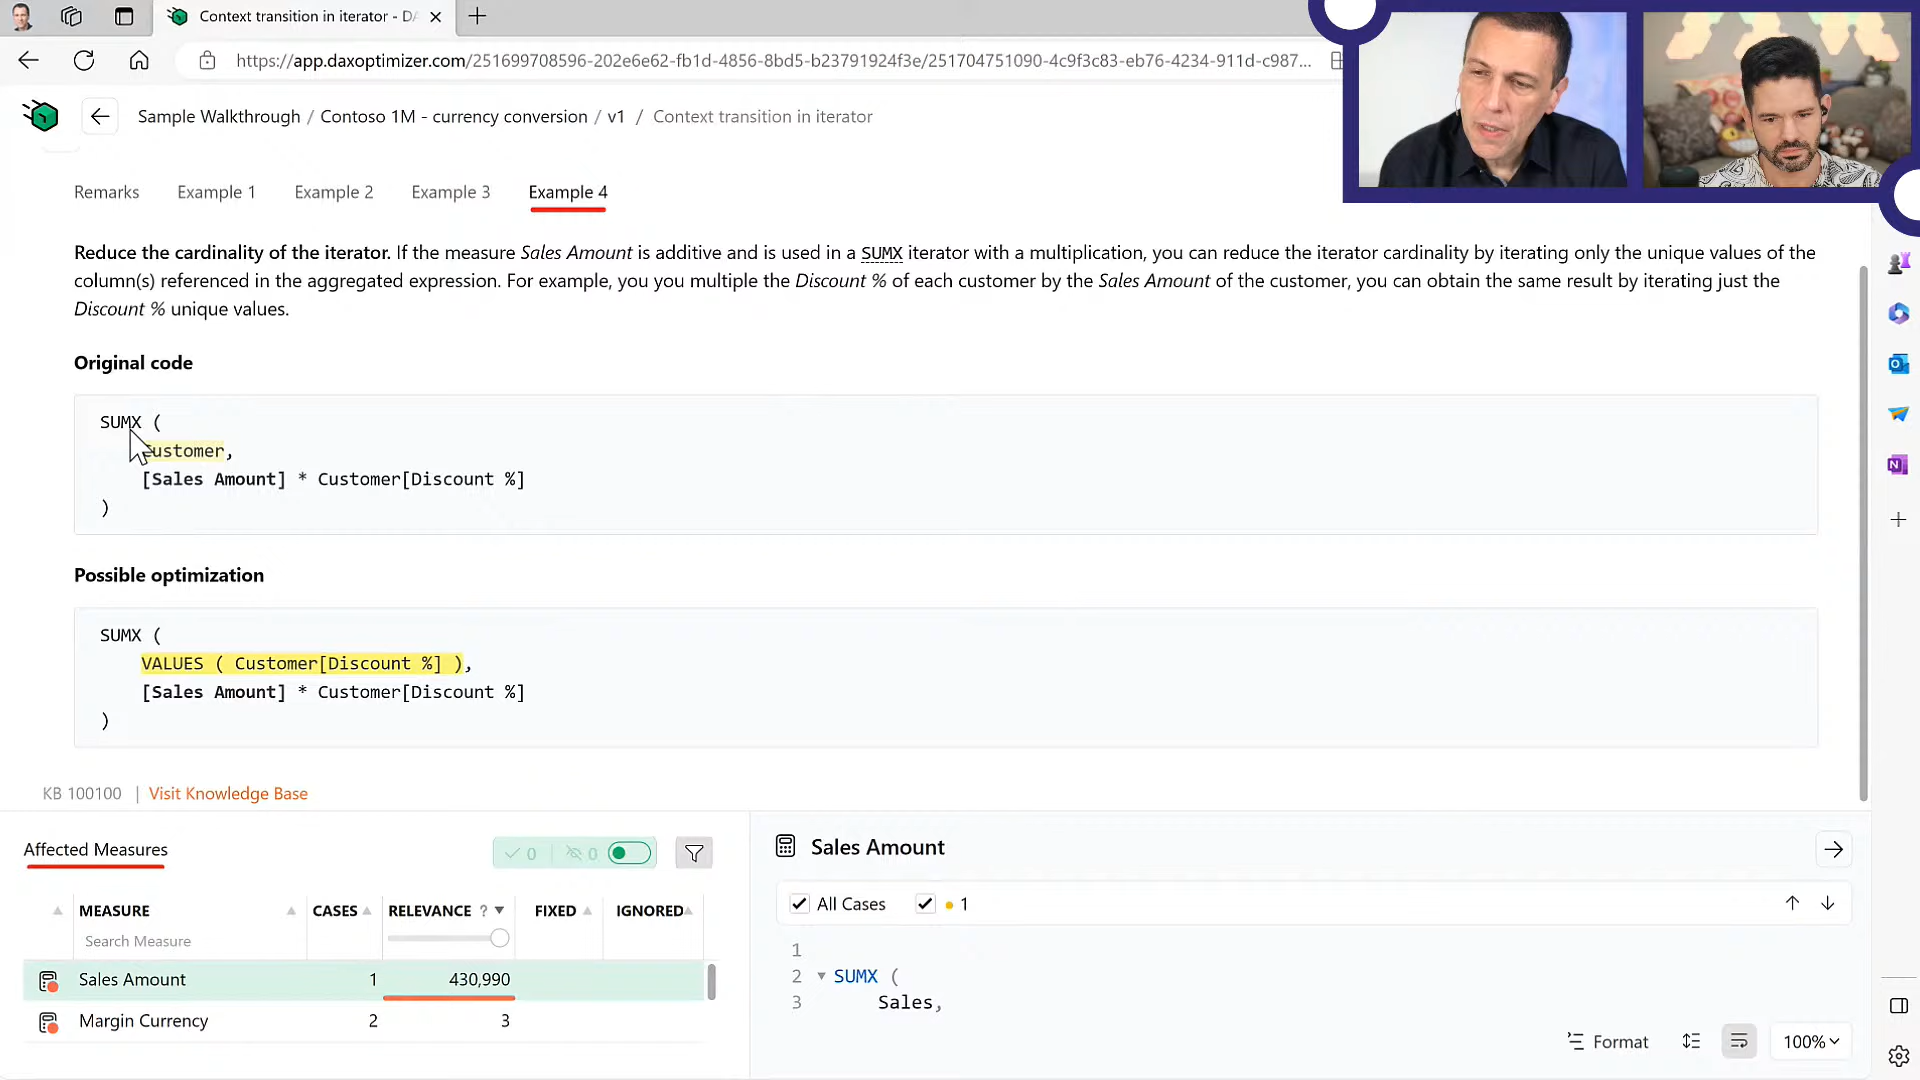 Context transition in iterator - DA
https://app.daxoptimizer.com/251699708596-202e6e62-fb1d-4856-8bd5-b23791924f3e/251704751090-4c9f3c83-eb76-4234-911d-c987...
Sample Walkthrough / Contoso 1M - currency conversion / v1 / Context transition in iterator
Remarks Example 1 Example 2 Example 3 Example 4
Reduce the cardinality of the iterator. If the measure Sales Amount is additive and is used in a SUMX iterator with a multiplication, you can reduce the iterator cardinality by iterating only the unique values of the
column(s) referenced in the aggregated expression. For example, you you multiple the Discount % of each customer by the Sales Amount of the customer, you can obtain the same result by iterating just the
Discount % unique values.
Original code
SUMX (
Customer,
[Sales Amount] * Customer[Discount %]
)
Possible optimization
SUMX (
VALUES ( Customer[Discount %] ),
[Sales Amount] * Customer[Discount %]
)
KB 100100 | Visit Knowledge Base
Affected Measures 0 0
MEASURE CASES RELEVANCE ? FIXED IGNORED
Search Measure
Sales Amount 1 430,990
Margin Currency 2 3
Sales Amount
All Cases 1
1
2 SUMX (
3 Sales,
Format 100%